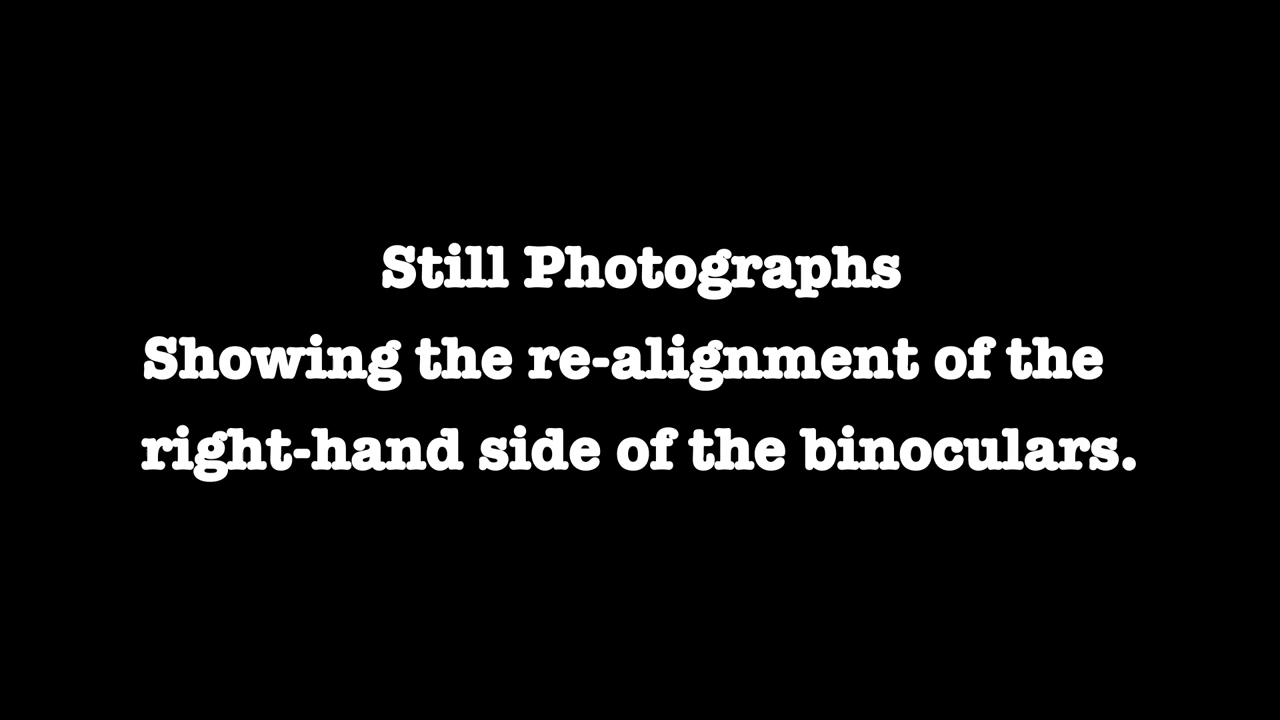 Still Photographs
Showing the re-alignment of the
right-hand side of the binoculars.